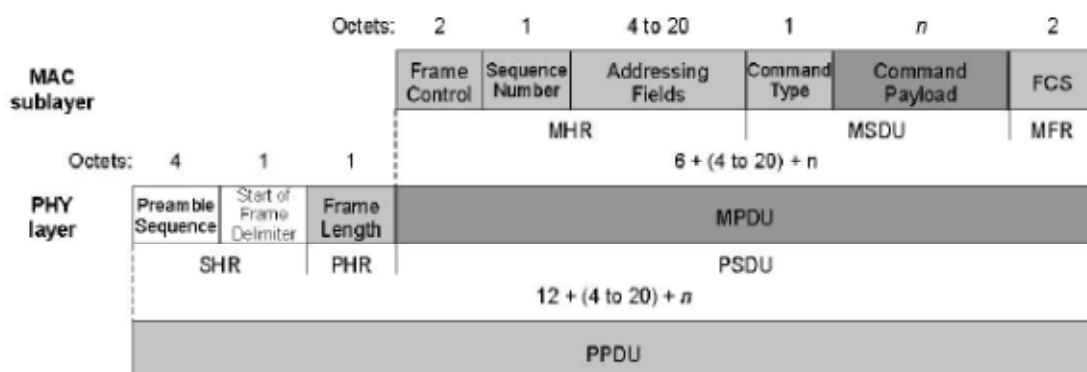 Octets: 2 1 4 to 20 1 n 2
MAC sublayer
Frame Control
Sequence Number
Addressing Fields
Command Type
Command Payload
FCS
MHR MSDU MFR
Octets: 4 1 1 6 + (4 to 20) + n
PHY layer
Preamble Sequence
Start of Frame Delimiter
Frame Length
MPDU
SHR PHR PSDU
12 + (4 to 20) + n
PPDU